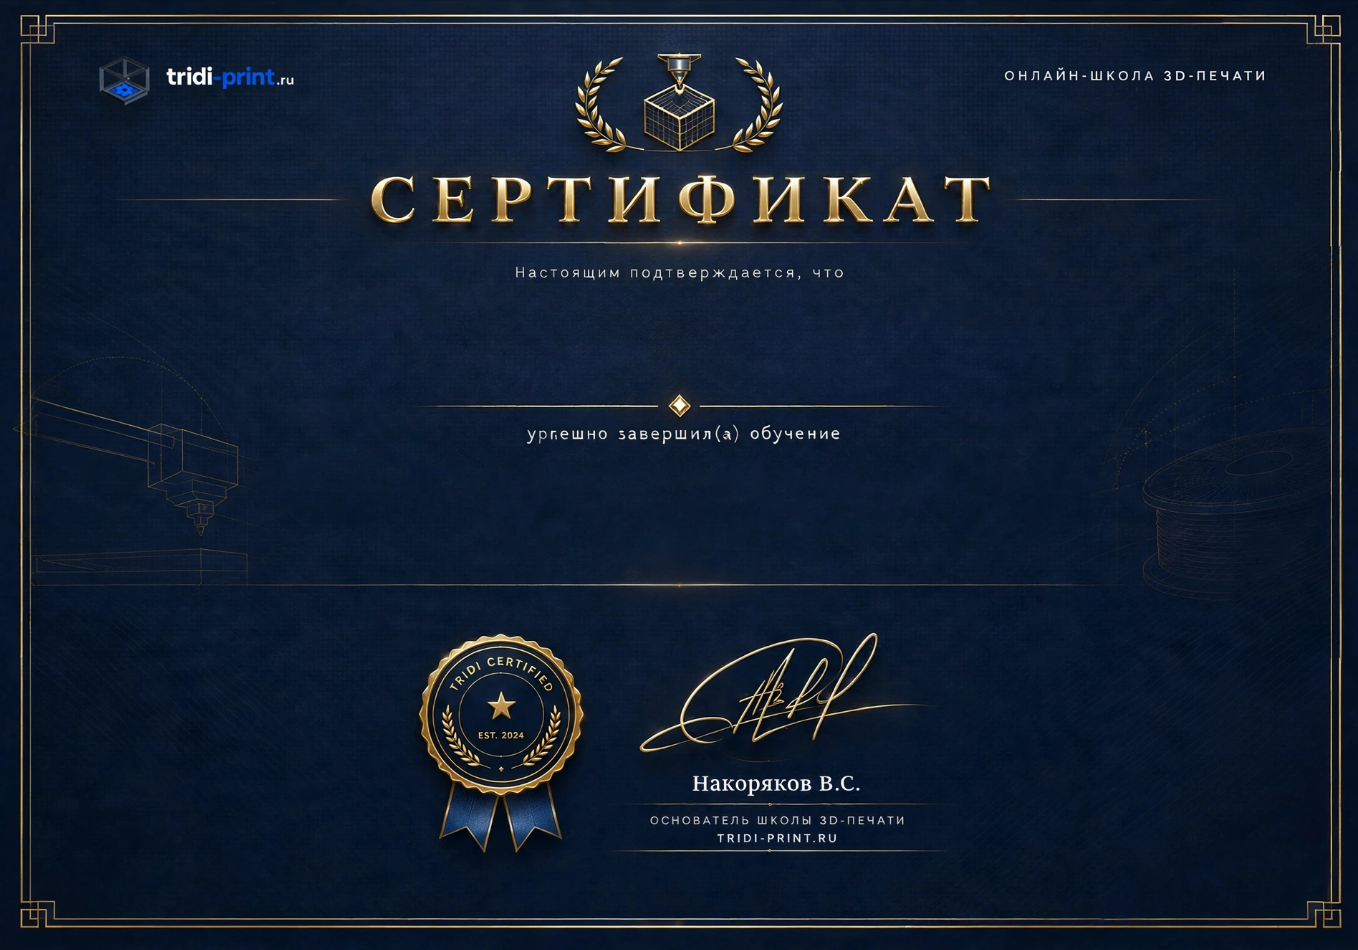 tridi-print.ru
ОНЛАЙН-ШКОЛА 3D-ПЕЧАТИ
СЕРТИФИКАТ
Настоящим подтверждается, что
завершил(а) обучение
TRIDI CERTIFIED
EST. 2024
Накоряков В.С.
ОСНОВАТЕЛЬ ШКОЛЫ 3D-ПЕЧАТИ
TRIDI-PRINT.RU